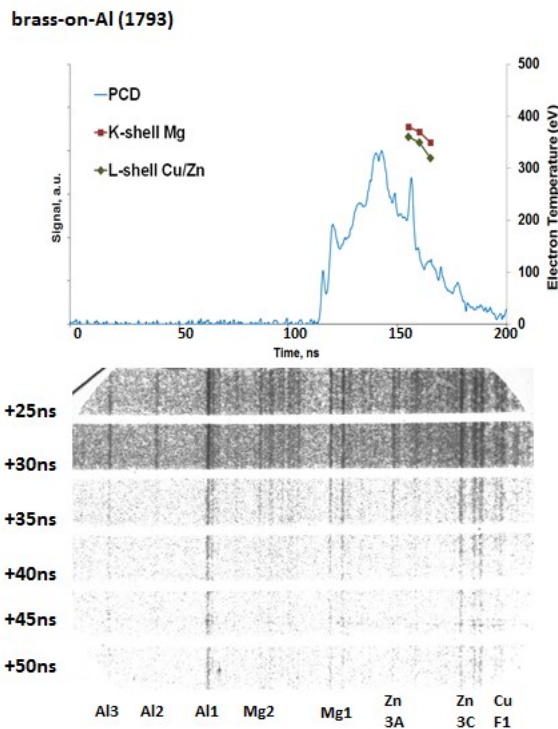 brass-on-Al (1793)
500
PCD
K-shell Mg
L-shell Cu/Zn
400
300
200
100
0
Signal, a.u.
Electron Temperature (eV)
0 50 100 150 200
Time, ns
+25ns
+30ns
+35ns
+40ns
+45ns
+50ns
Al3 Al2 Al1 Mg2 Mg1 Zn Zn Cu
3A 3C F1